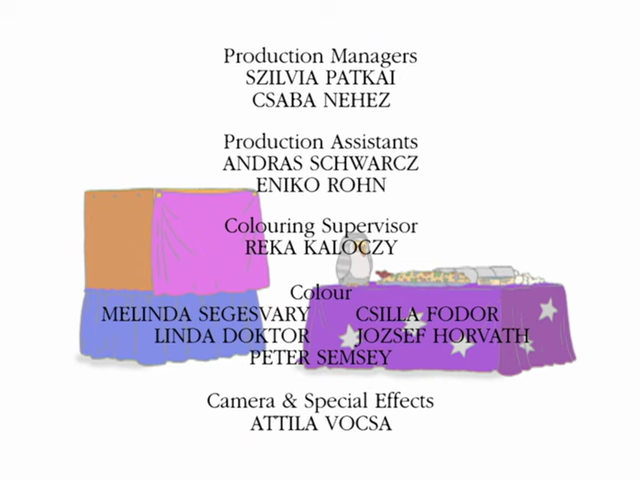 Production Managers
SZILVIA PATKAI
CSABA NEHEZ
Production Assistants
ANDRAS SCHWARCZ
ENIKO ROHN
Colouring Supervisor
REKA KALOCZY
Colour
MELINDA SEGESVARY CSILLA FODOR
LINDA DOKTOR JOZSEF HORVATH
PETER SEMSEY
Camera & Special Effects
ATTILA VOCSA